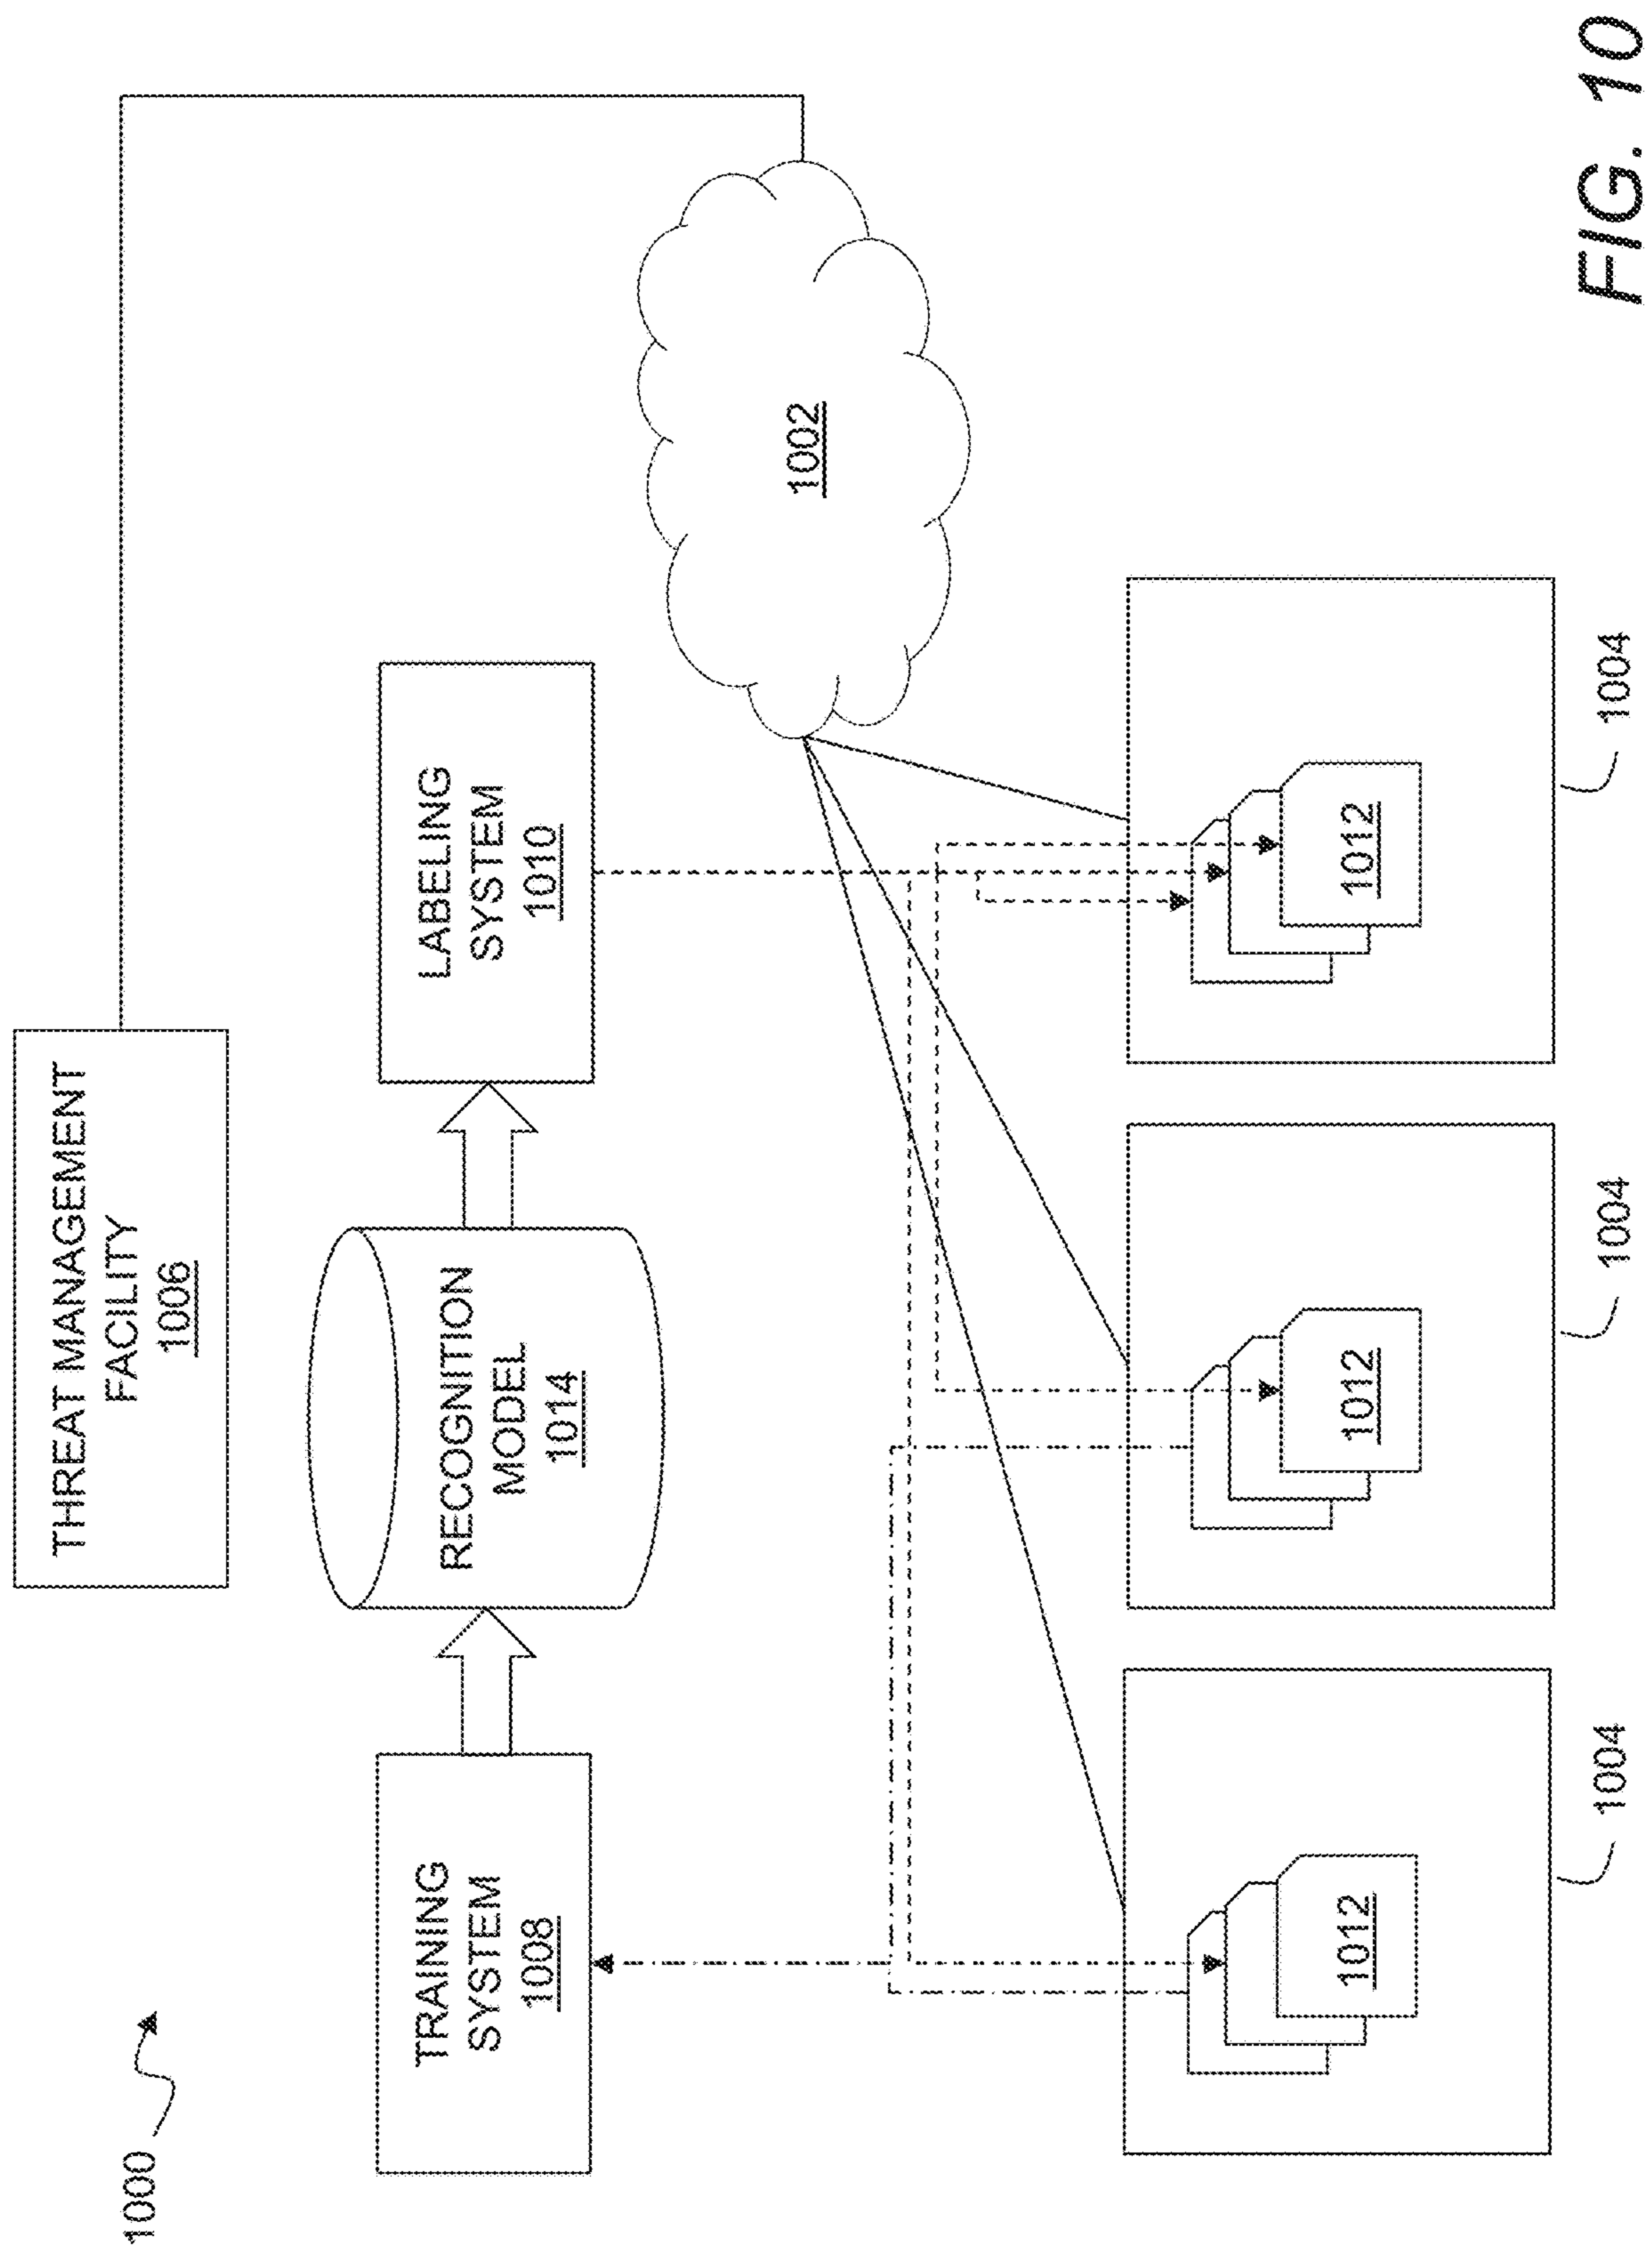 1000
THREAT MANAGEMENT
FACILITY
1006
TRAINING
SYSTEM
1008
RECOGNITION
MODEL
1014
LABELING
SYSTEM
1010
1002
1012
1004
1012
1004
1012
1004
FIG. 10